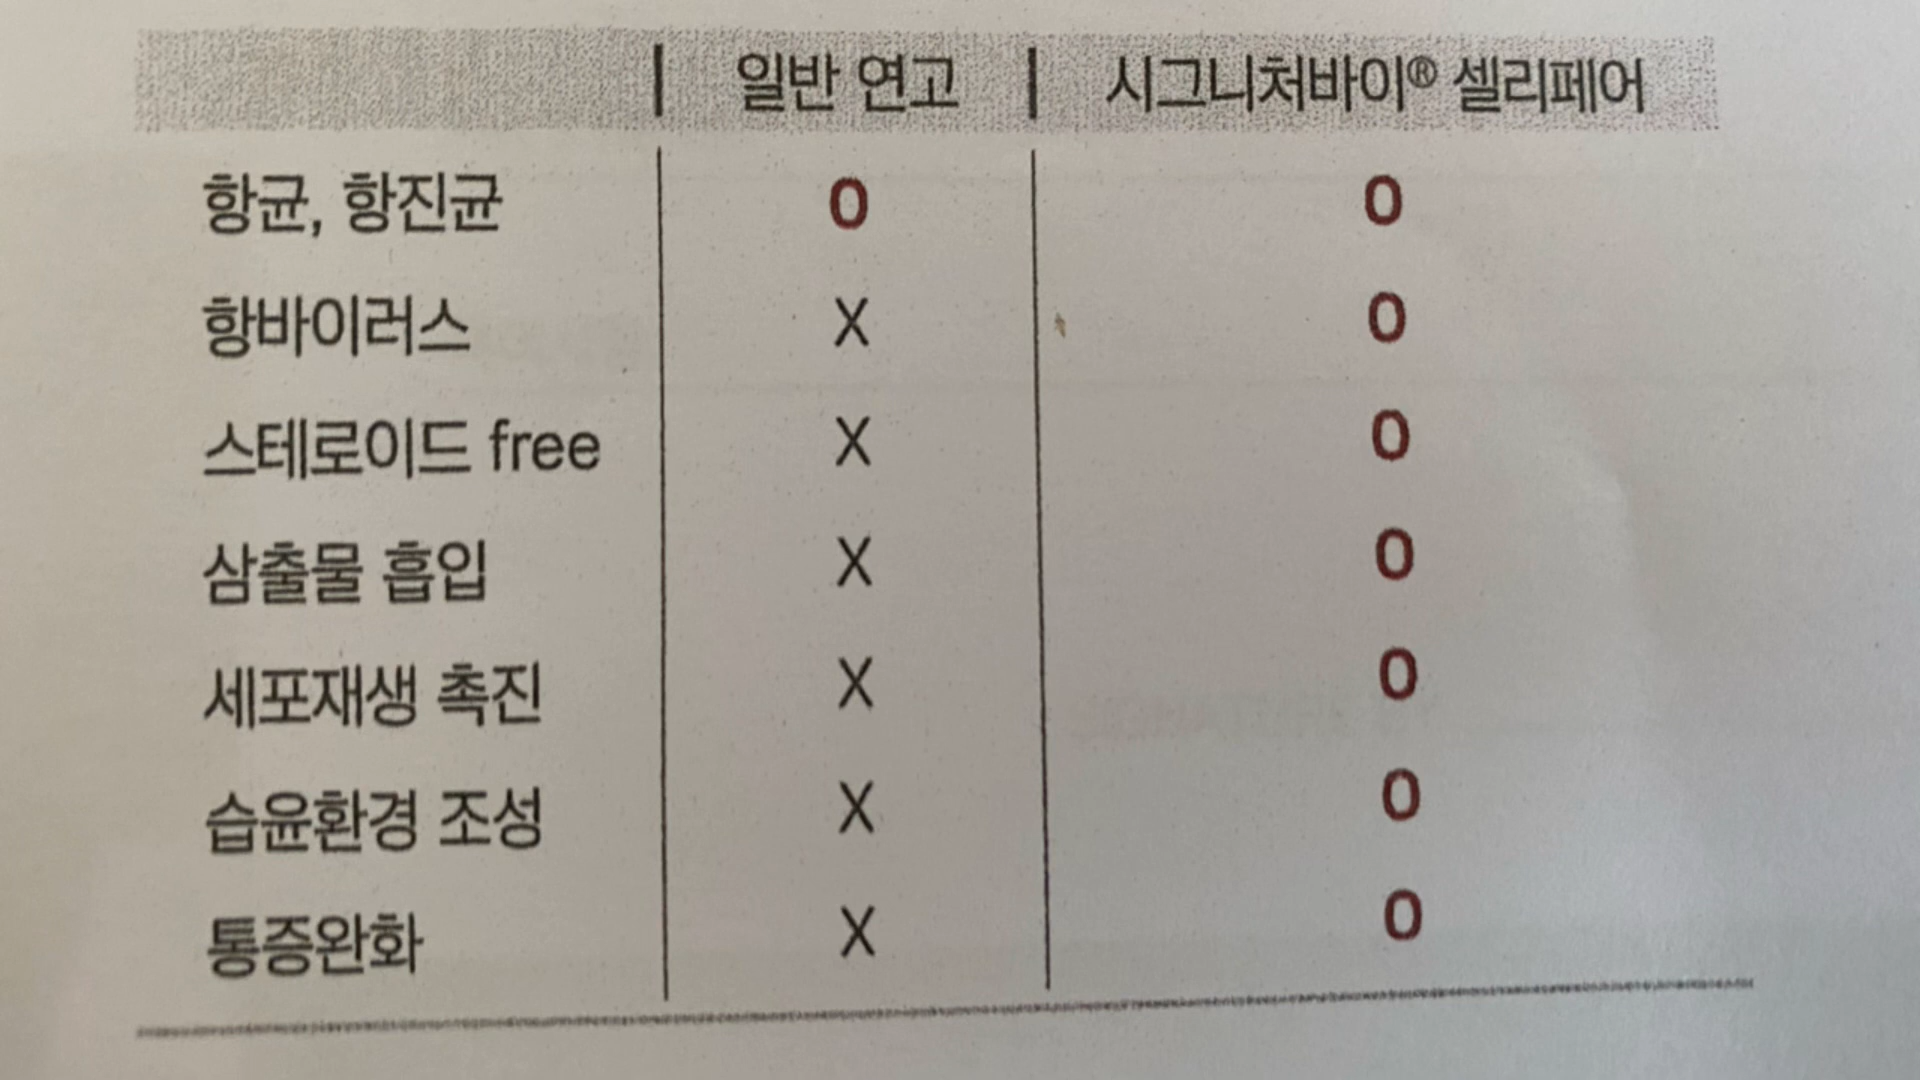 일반 연고 시그니처바이® 셀리페어
항균, 항진균 O O
항바이러스 X O
스테로이드 free X O
삼출물 흡입 X O
세포재생 촉진 X O
습윤환경 조성 X O
통증완화 X O